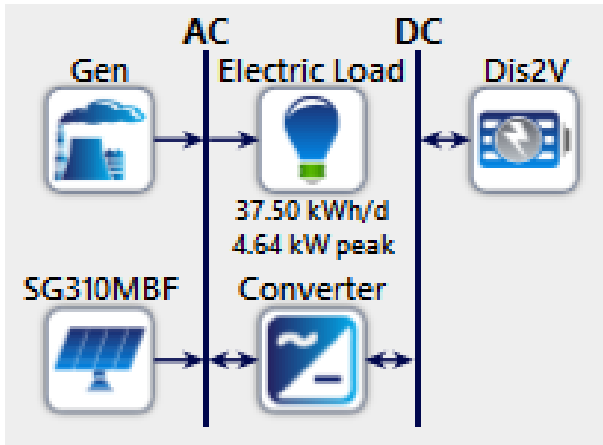 AC
DC
Gen
Electric Load
Dis2V
37.50 kWh/d
4.64 kW peak
SG310MBF
Converter